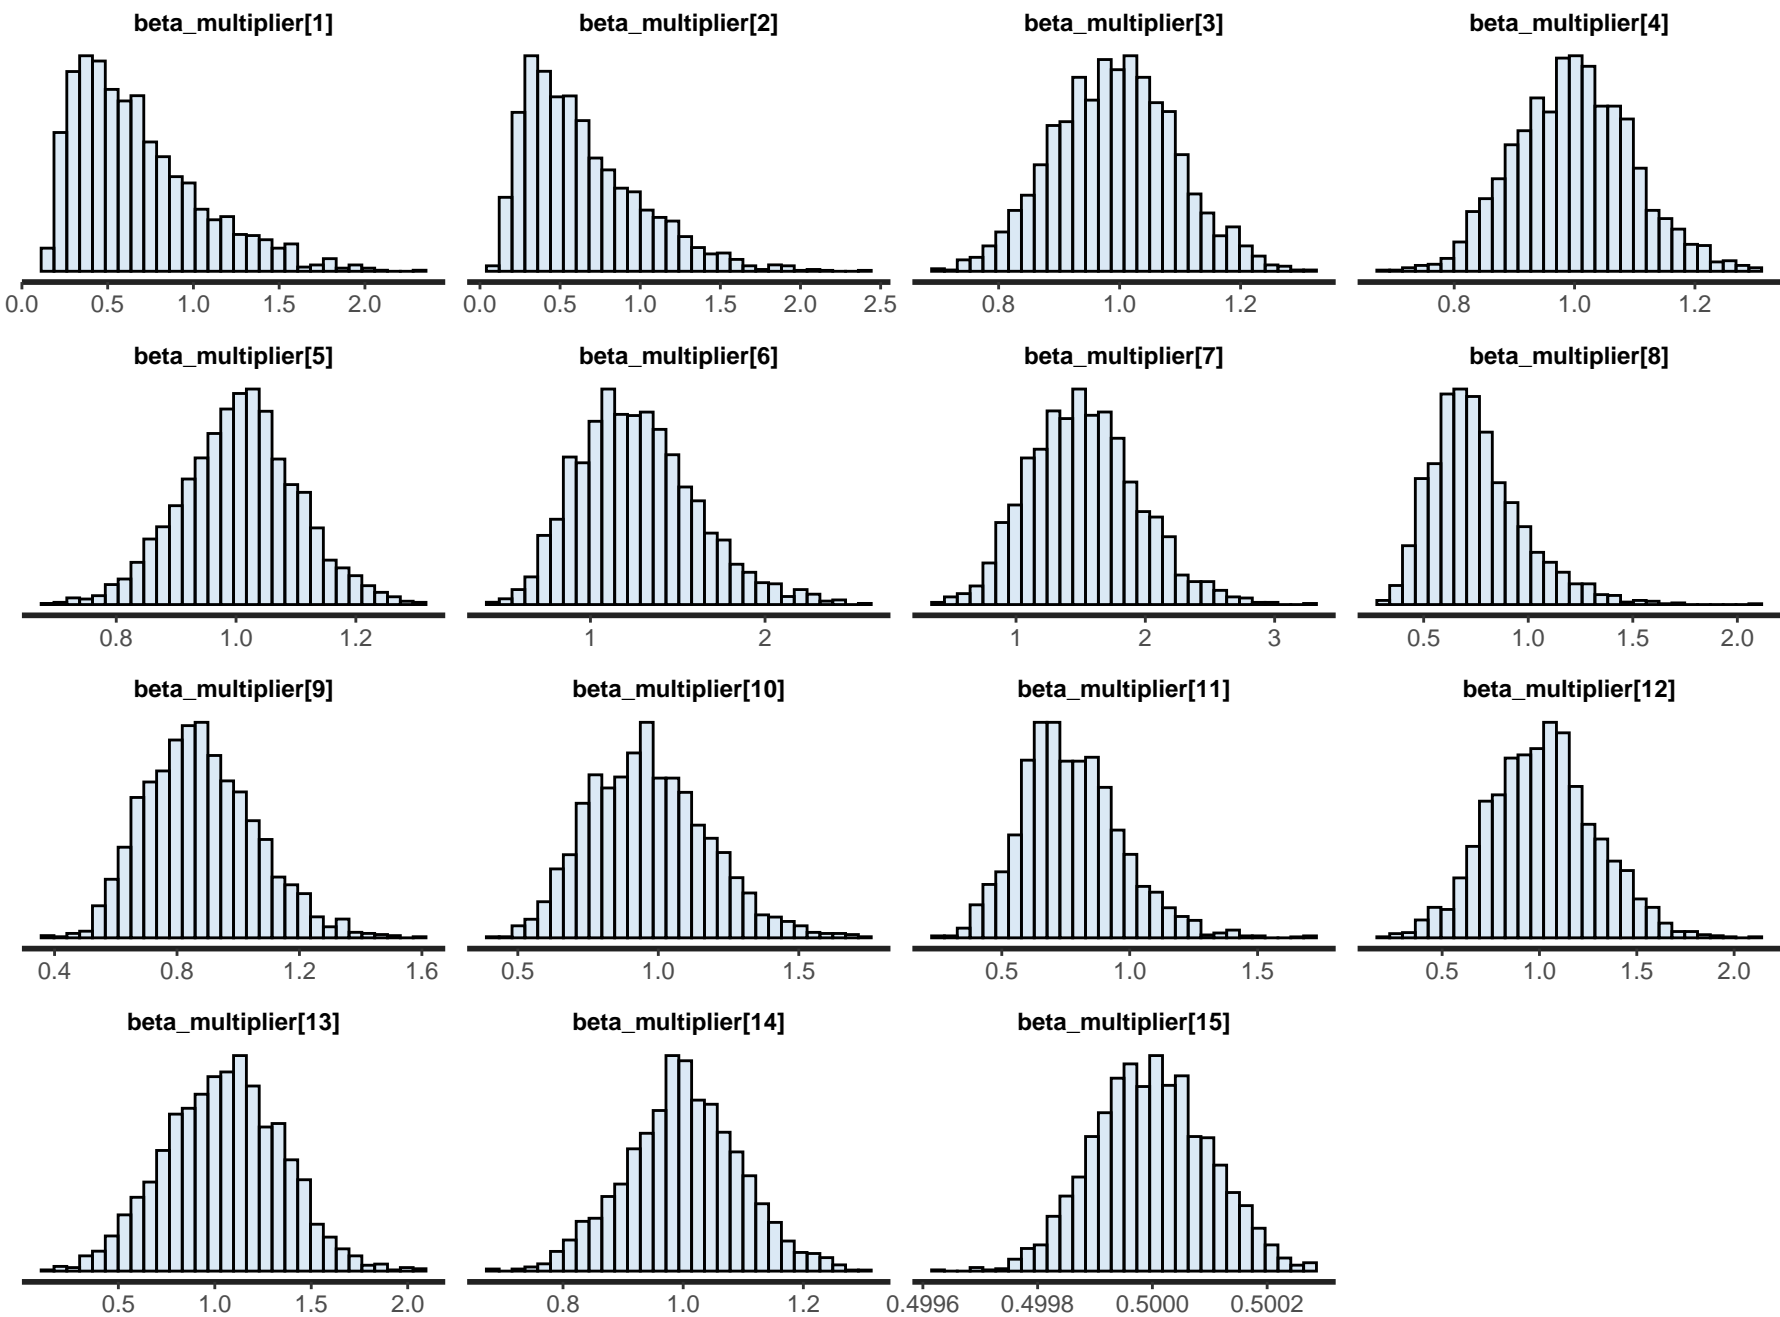 beta_multiplier[1] beta_multiplier[2] beta_multiplier[3] beta_multiplier[4]
0.0 0.5 1.0 1.5 2.0 0.0 0.5 1.0 1.5 2.0 2.5 0.8 1.0 1.2 0.8 1.0 1.2
beta_multiplier[5] beta_multiplier[6] beta_multiplier[7] beta_multiplier[8]
0.8 1.0 1.2 1 2 1 2 3 0.5 1.0 1.5 2.0
beta_multiplier[9] beta_multiplier[10] beta_multiplier[11] beta_multiplier[12]
0.4 0.8 1.2 1.6 0.5 1.0 1.5 0.5 1.0 1.5 0.5 1.0 1.5 2.0
beta_multiplier[13] beta_multiplier[14] beta_multiplier[15]
0.5 1.0 1.5 2.0 0.8 1.0 1.2 0.4996 0.4998 0.5000 0.5002